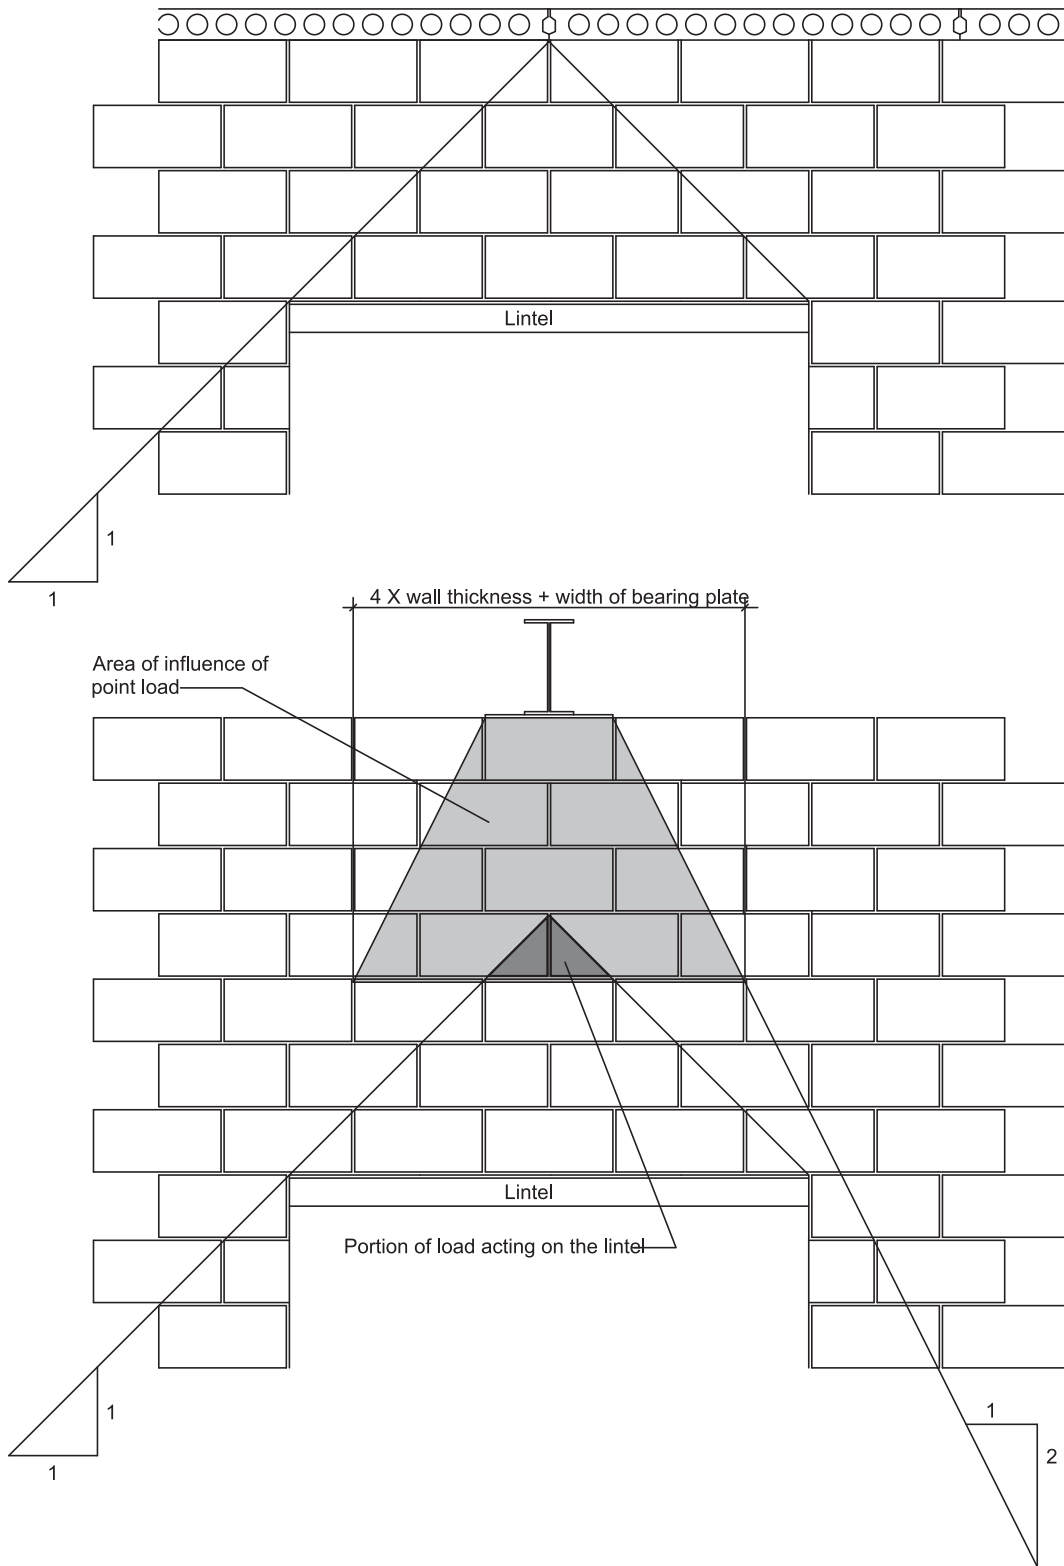 Lintel
1
1
4 X wall thickness + width of bearing plate
Area of influence of
point load
Lintel
Portion of load acting on the lintel
1
1
1
2